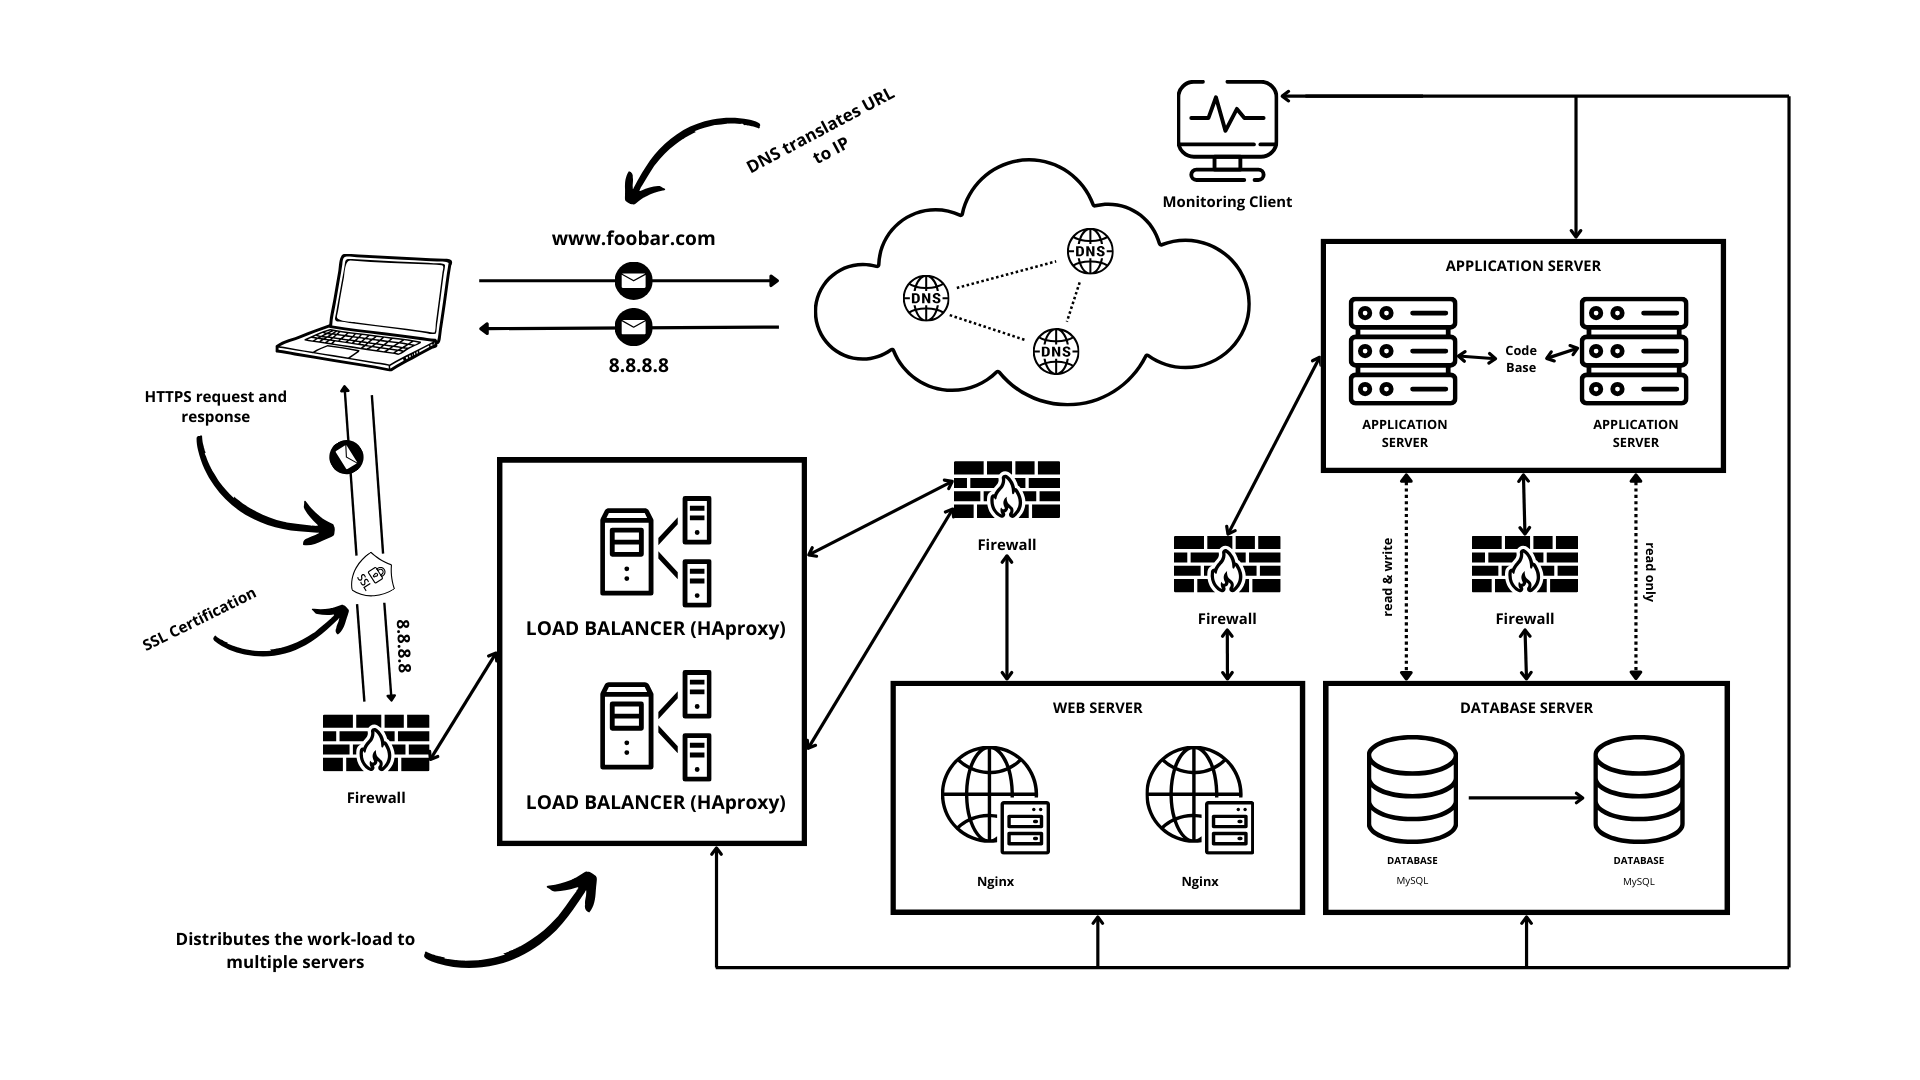 DNS translates URL
to IP
www.foobar.com
8.8.8.8
DNS
DNS
DNS
Monitoring Client
HTTPS request and
response
SSL
SSL Certification
8.8.8.8
Firewall
LOAD BALANCER (HAproxy)
LOAD BALANCER (HAproxy)
Distributes the work-load to
multiple servers
Firewall
Firewall
APPLICATION SERVER
Code
Base
APPLICATION
SERVER
APPLICATION
SERVER
read & write
Firewall
read only
WEB SERVER
Nginx
Nginx
DATABASE SERVER
DATABASE
MySQL
DATABASE
MySQL